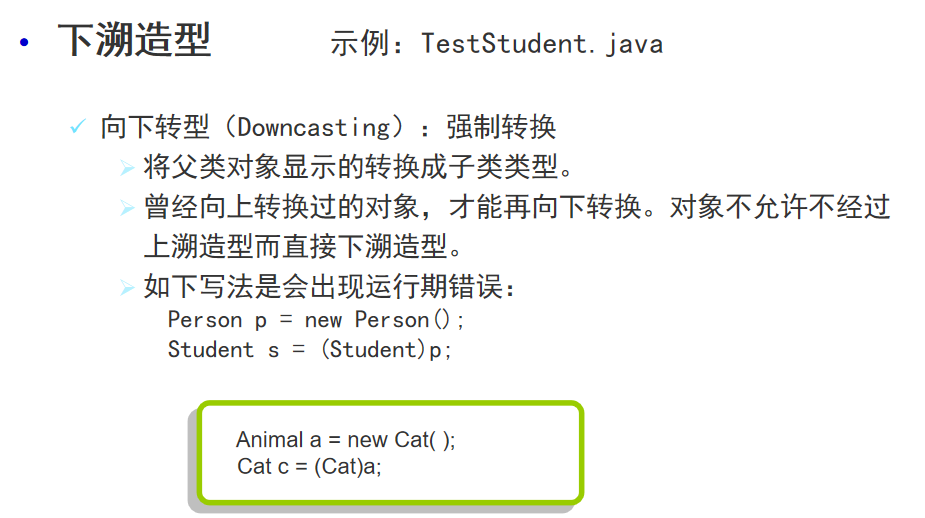 下溯造型 示例：TestStudent.java
向下转型（Downcasting）：强制转换
将父类对象显示的转换成子类类型。
曾经向上转换过的对象，才能再向下转换。对象不允许不经过
上溯造型而直接下溯造型。
如下写法是会出现运行期错误：
Person p = new Person();
Student s = (Student)p;
Animal a = new Cat( );
Cat c = (Cat)a;